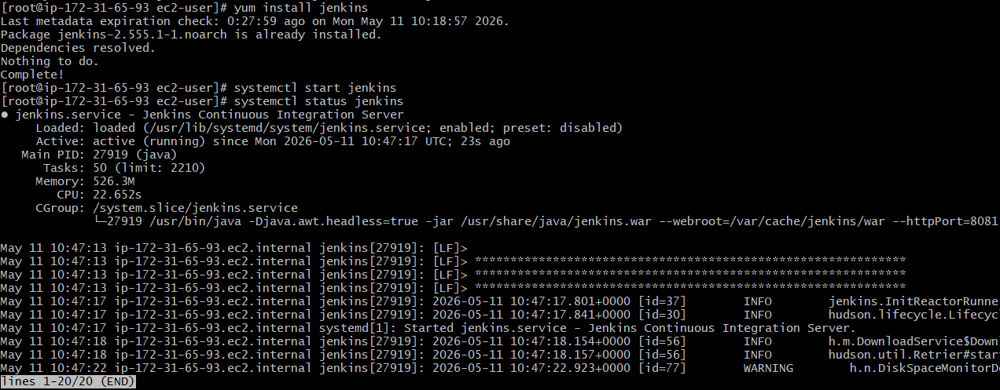 [root@ip-172-31-65-93 ec2-user]# yum install jenkins
Last metadata expiration check: 0:27:59 ago on Mon May 11 10:18:57 2026.
Package jenkins-2.555.1-1.noarch is already installed.
Dependencies resolved.
Nothing to do.
Complete!
[root@ip-172-31-65-93 ec2-user]# systemctl start jenkins
[root@ip-172-31-65-93 ec2-user]# systemctl status jenkins
● jenkins.service - Jenkins Continuous Integration Server
     Loaded: loaded (/usr/lib/systemd/system/jenkins.service; enabled; preset: disabled)
     Active: active (running) since Mon 2026-05-11 10:47:17 UTC; 23s ago
   Main PID: 27919 (java)
      Tasks: 50 (limit: 2210)
     Memory: 526.3M
        CPU: 22.652s
     CGroup: /system.slice/jenkins.service
             └─27919 /usr/bin/java -Djava.awt.headless=true -jar /usr/share/java/jenkins.war --webroot=/var/cache/jenkins/war --httpPort=8081
May 11 10:47:13 ip-172-31-65-93.ec2.internal jenkins[27919]: [LF]>
May 11 10:47:13 ip-172-31-65-93.ec2.internal jenkins[27919]: [LF]> *************************************************************
May 11 10:47:13 ip-172-31-65-93.ec2.internal jenkins[27919]: [LF]> *************************************************************
May 11 10:47:13 ip-172-31-65-93.ec2.internal jenkins[27919]: [LF]> *************************************************************
May 11 10:47:17 ip-172-31-65-93.ec2.internal jenkins[27919]: 2026-05-11 10:47:17.801+0000 [id=37]        INFO        jenkins.InitReactorRunne
May 11 10:47:17 ip-172-31-65-93.ec2.internal jenkins[27919]: 2026-05-11 10:47:17.841+0000 [id=30]        INFO        hudson.lifecycle.Lifecyc
May 11 10:47:17 ip-172-31-65-93.ec2.internal systemd[1]: Started jenkins.service - Jenkins Continuous Integration Server.
May 11 10:47:18 ip-172-31-65-93.ec2.internal jenkins[27919]: 2026-05-11 10:47:18.154+0000 [id=56]        INFO        h.m.DownloadService$Down
May 11 10:47:18 ip-172-31-65-93.ec2.internal jenkins[27919]: 2026-05-11 10:47:18.157+0000 [id=56]        INFO        hudson.util.Retrier#star
May 11 10:47:22 ip-172-31-65-93.ec2.internal jenkins[27919]: 2026-05-11 10:47:22.923+0000 [id=77]        WARNING        h.n.DiskSpaceMonitorDe
lines 1-20/20 (END)